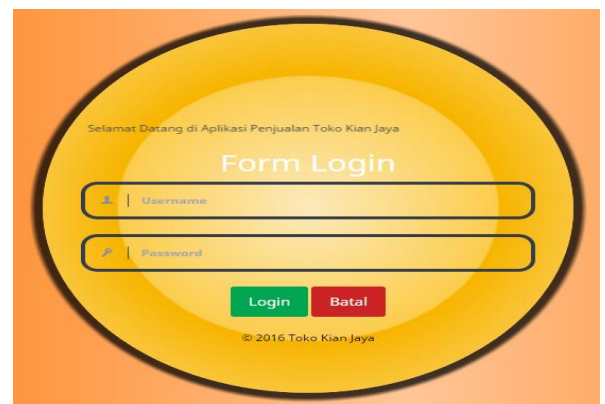 Selamat Datang di Aplikasi Penjualan Toko Kian Jaya
Form Login
Username
Password
Login Batal
© 2016 Toko Kian Jaya